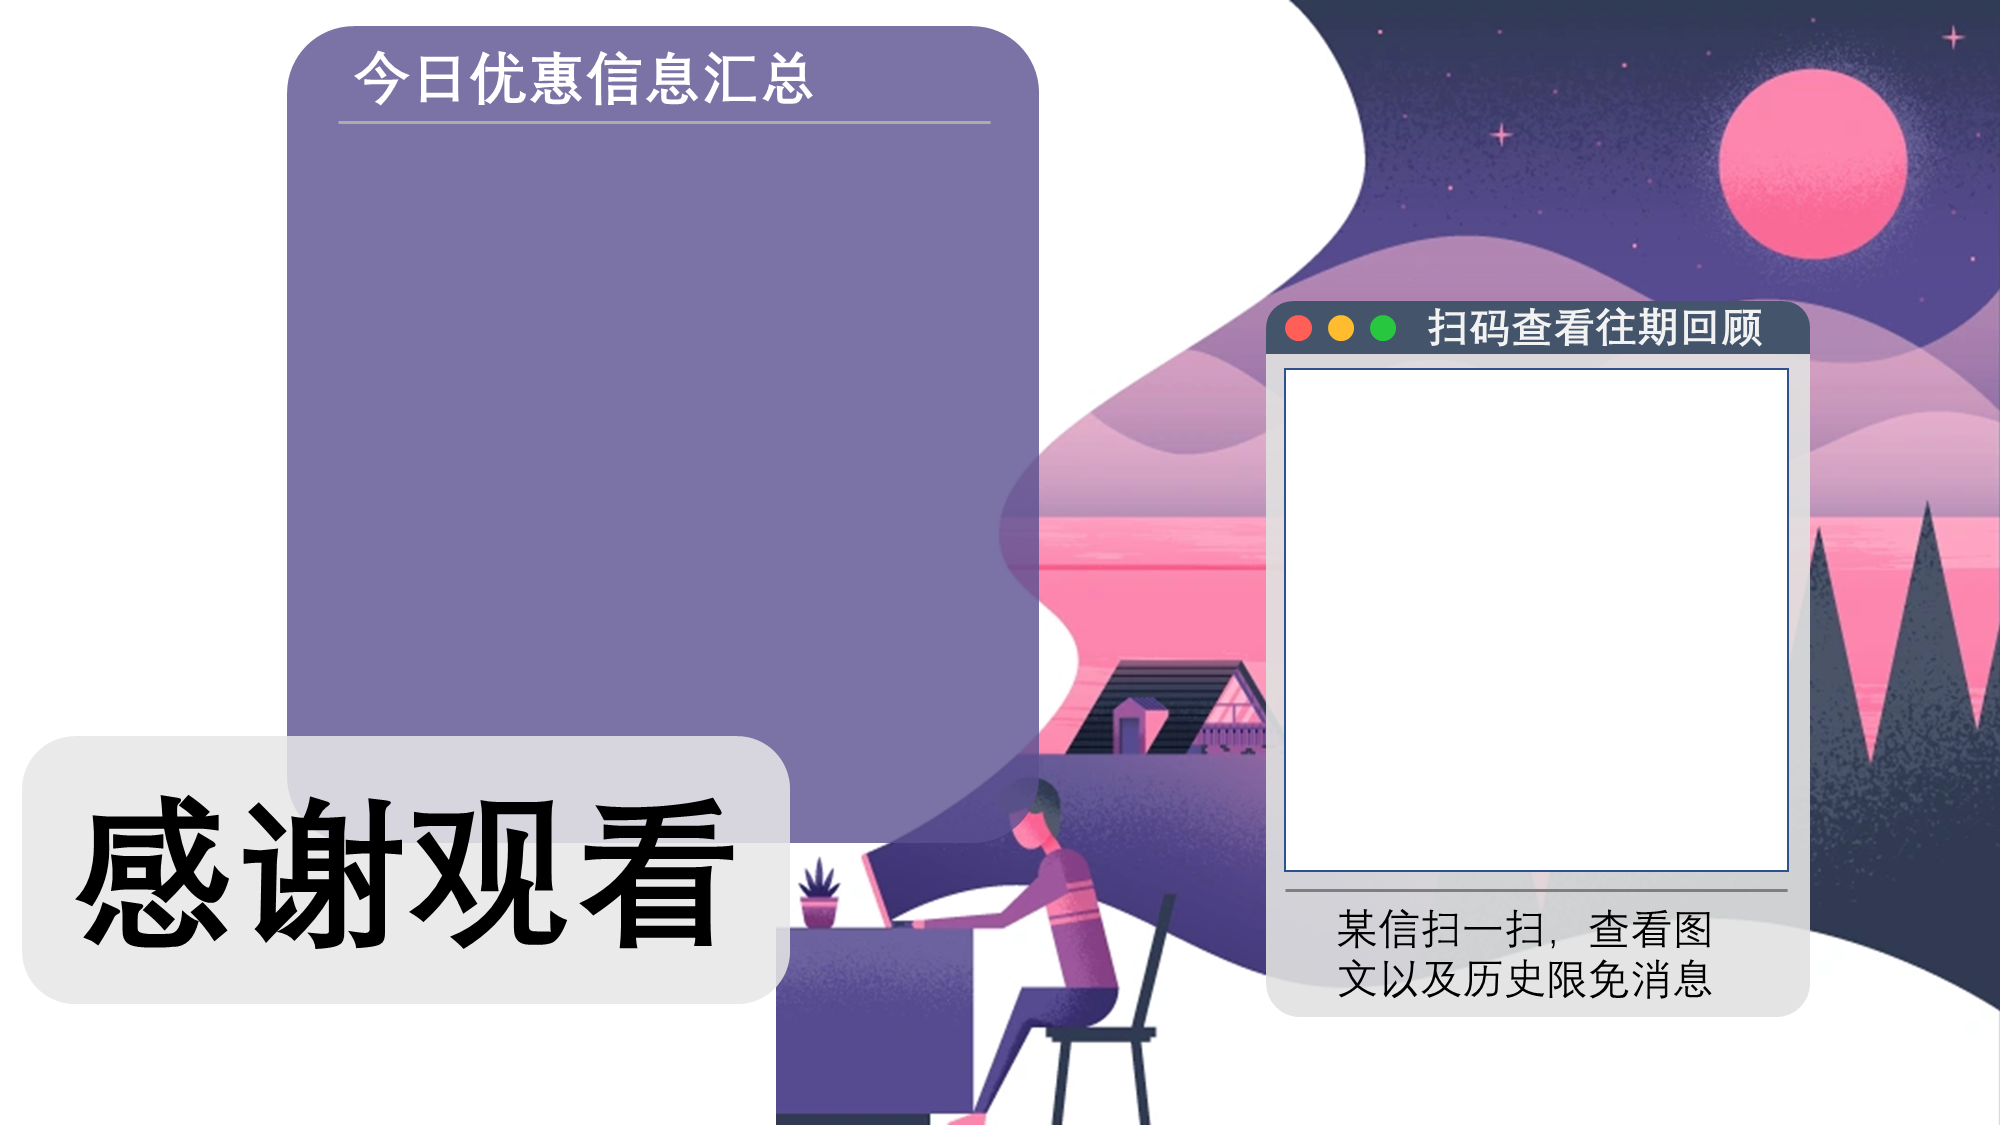 今日优惠信息汇总
扫码查看往期回顾
感谢观看
某信扫一扫，查看图
文以及历史限免消息